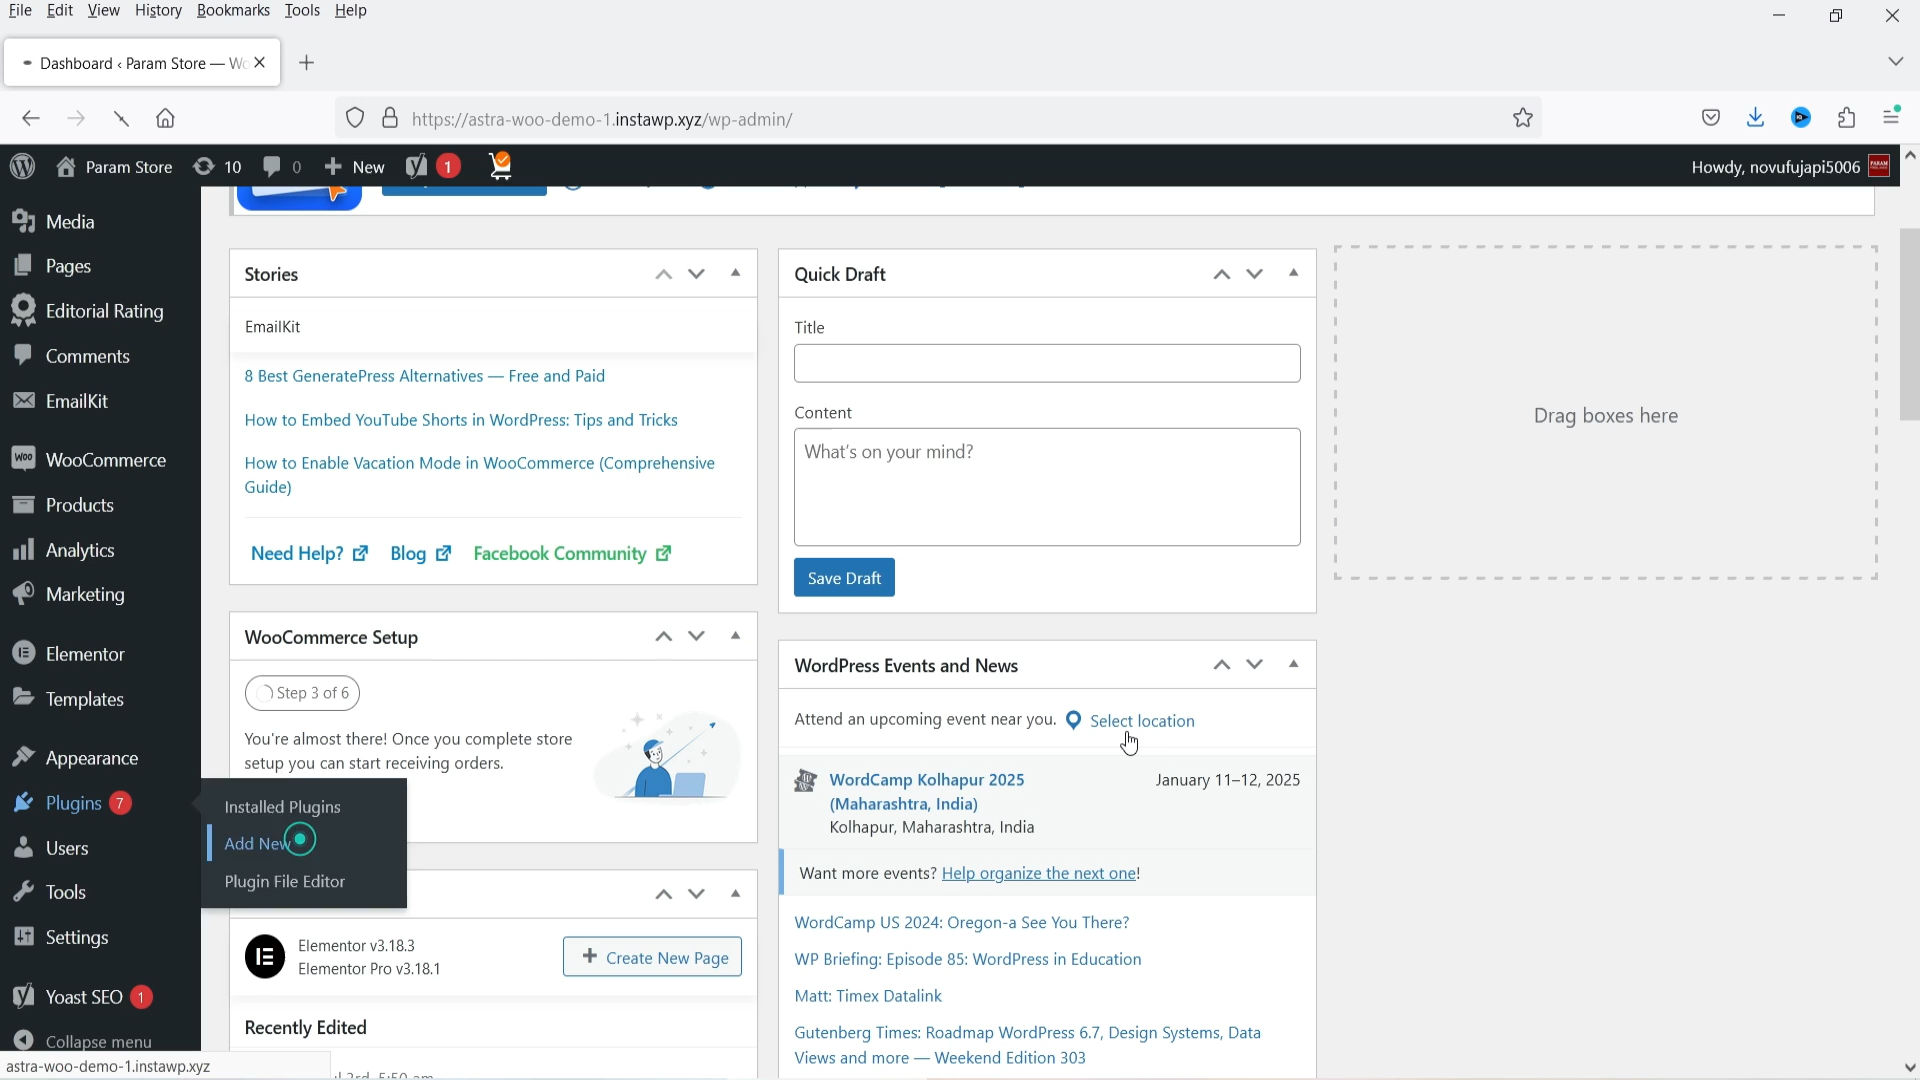 File Edit View History Bookmarks Tools Help
Dashboard ‹ Param Store — Wo
https://astra-woo-demo-1.instawp.xyz/wp-admin/
Param Store 10 0 New 1 Howdy, novufujapi5006
Media
Pages
Editorial Rating
Comments
EmailKit
WooCommerce
Products
Analytics
Marketing
Elementor
Templates
Appearance
Plugins 7
Installed Plugins
Add New
Plugin File Editor
Users
Tools
Settings
Yoast SEO 1
Collapse menu
astra-woo-demo-1.instawp.xyz
Stories
EmailKit
8 Best GeneratePress Alternatives — Free and Paid
How to Embed YouTube Shorts in WordPress: Tips and Tricks
How to Enable Vacation Mode in WooCommerce (Comprehensive
Guide)
Need Help? Blog Facebook Community
WooCommerce Setup
Step 3 of 6
You're almost there! Once you complete store
setup you can start receiving orders.
Elementor v3.18.3
Elementor Pro v3.18.1
Create New Page
Recently Edited
Quick Draft
Title
Content
What's on your mind?
Save Draft
WordPress Events and News
Attend an upcoming event near you. Select location
WordCamp Kolhapur 2025 January 11–12, 2025
(Maharashtra, India)
Kolhapur, Maharashtra, India
Want more events? Help organize the next one!
WordCamp US 2024: Oregon-a See You There?
WP Briefing: Episode 85: WordPress in Education
Matt: Timex Datalink
Gutenberg Times: Roadmap WordPress 6.7, Design Systems, Data
Views and more — Weekend Edition 303
Drag boxes here